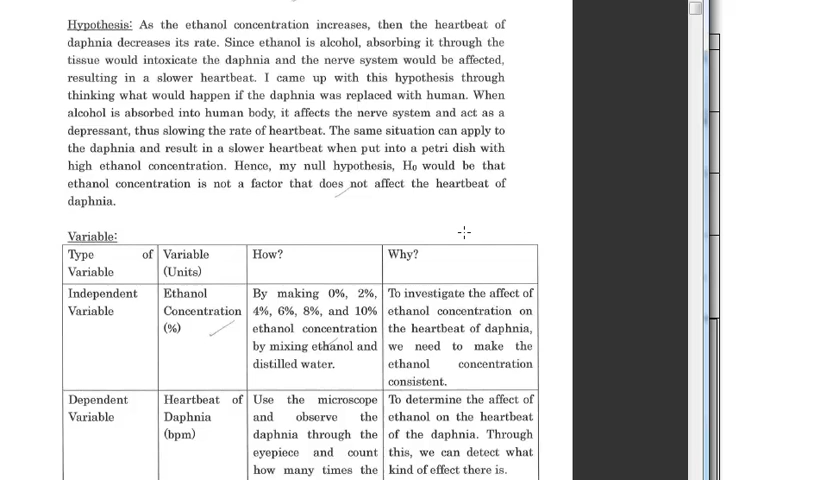 Hypothesis: As the ethanol concentration increases, then the heartbeat of
daphnia decreases its rate. Since ethanol is alcohol, absorbing it through the
tissue would intoxicate the daphnia and the nerve system would be affected,
resulting in a slower heartbeat. I came up with this hypothesis through
thinking what would happen if the daphnia was replaced with human. When
alcohol is absorbed into human body, it affects the nerve system and act as a
depressant, thus slowing the rate of heartbeat. The same situation can apply to
the daphnia and result in a slower heartbeat when put into a petri dish with
high ethanol concentration. Hence, my null hypothesis, H₀ would be that
ethanol concentration is not a factor that does not affect the heartbeat of
daphnia.
Variable:
Type of
Variable
Variable
(Units)
How?
Why?
Independent
Variable
Ethanol
Concentration
(%)
By making 0%, 2%,
4%, 6%, 8%, and 10%
ethanol concentration
by mixing ethanol and
distilled water.
To investigate the affect of
ethanol concentration on
the heartbeat of daphnia,
we need to make the
ethanol concentration
consistent.
Dependent
Variable
Heartbeat of
Daphnia
(bpm)
Use the microscope
and observe the
daphnia through the
eyepiece and count
how many times the
To determine the affect of
ethanol on the heartbeat
of the daphnia. Through
this, we can detect what
kind of effect there is.